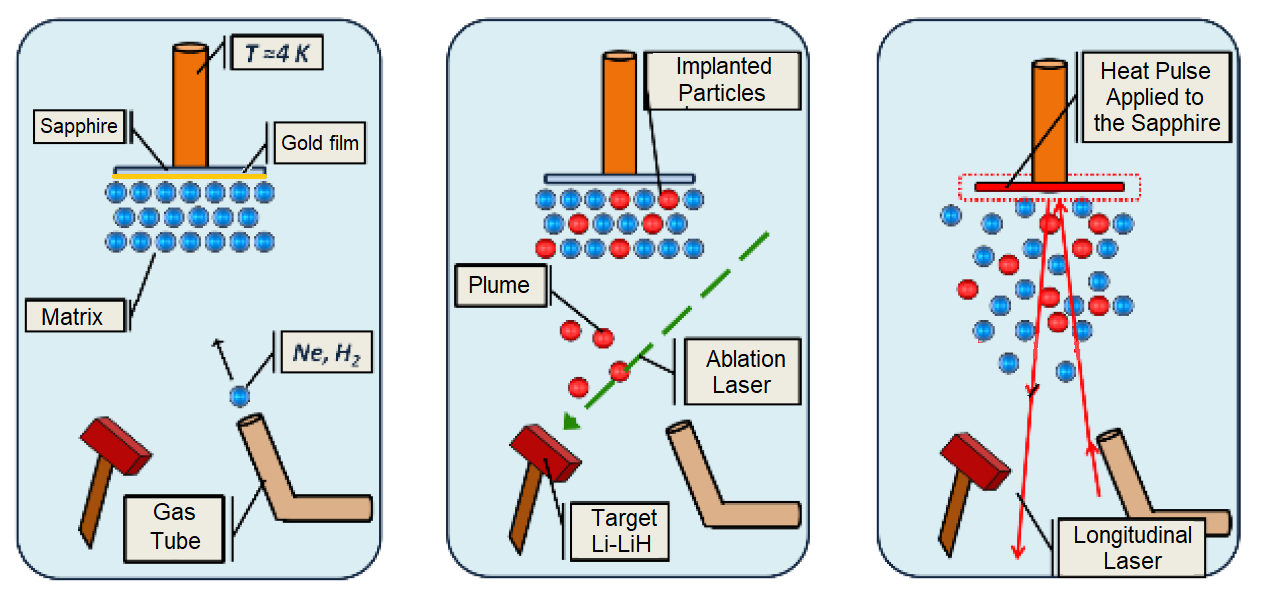 T ≈4 K
Sapphire
Gold film
Matrix
Ne, H₂
Gas
Tube
Implanted
Particles
Plume
Ablation
Laser
Target
Li-LiH
Heat Pulse
Applied to
the Sapphire
Longitudinal
Laser